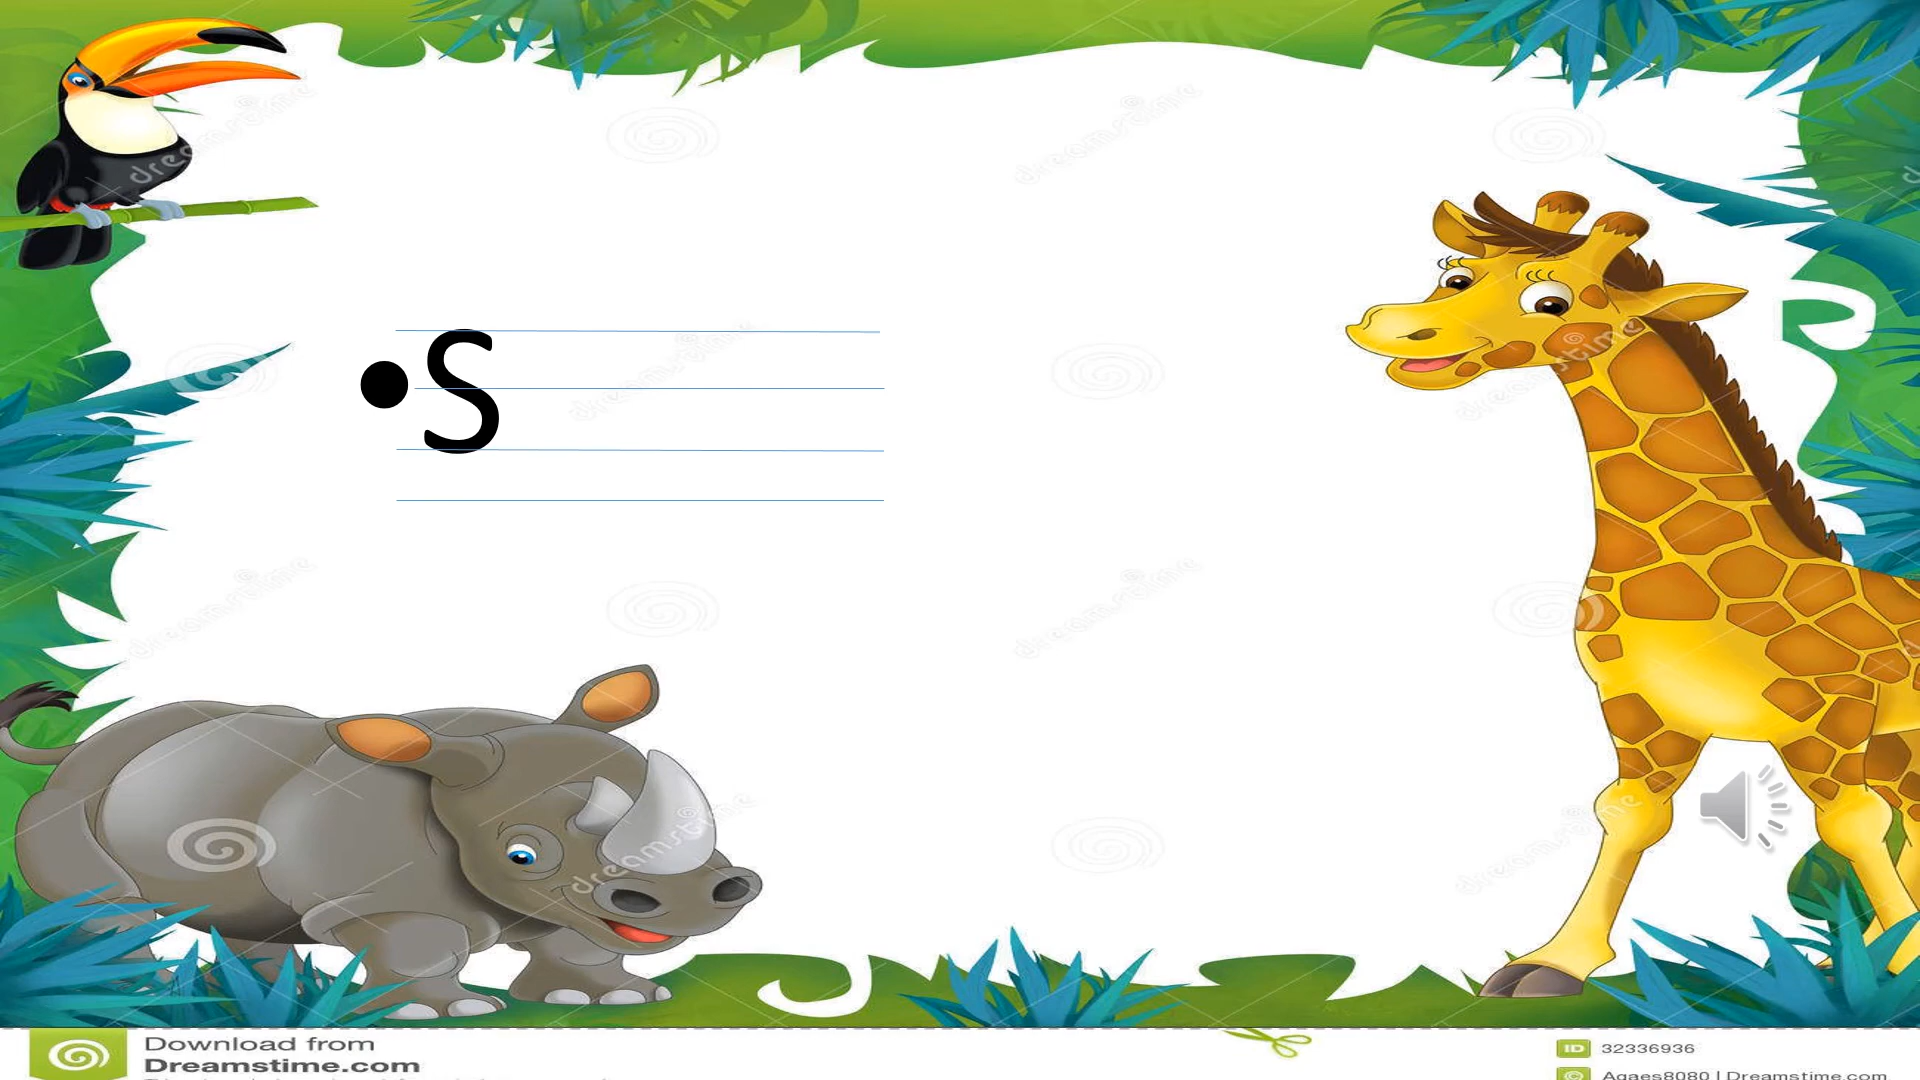 •S
Download from
Dreamstime.com
ID 32336936
© Agaes8080 | Dreamstime.com